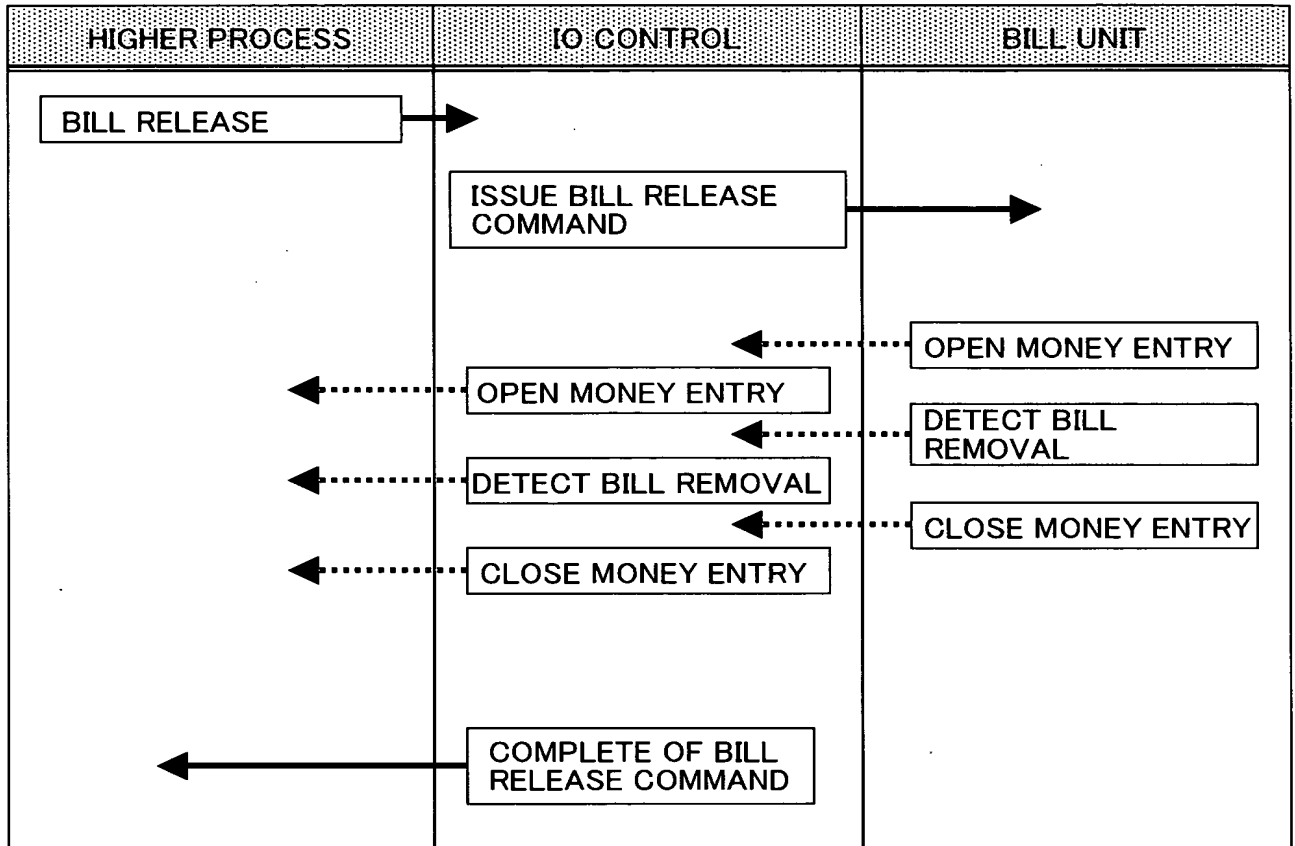 HIGHER PROCESS
IO CONTROL
BILL UNIT
BILL RELEASE
ISSUE BILL RELEASE
COMMAND
OPEN MONEY ENTRY
OPEN MONEY ENTRY
DETECT BILL
REMOVAL
DETECT BILL REMOVAL
CLOSE MONEY ENTRY
CLOSE MONEY ENTRY
COMPLETE OF BILL
RELEASE COMMAND